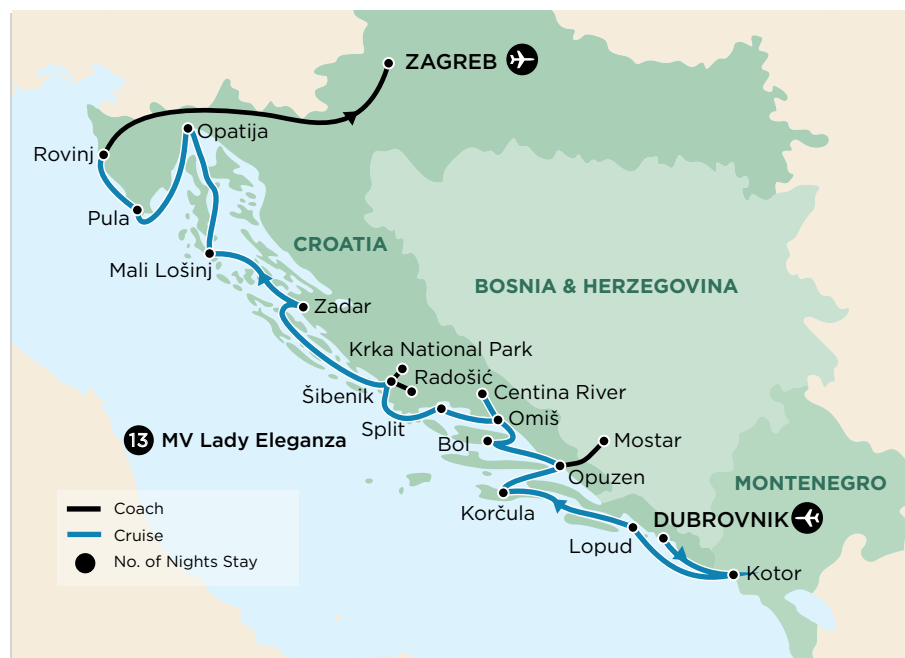 ZAGREB
Opatija
Rovinj
Pula
CROATIA
Mali Lošinj
BOSNIA & HERZEGOVINA
Zadar
Krka National Park
Radošić
Šibenik
Centina River
Split
Omiš
13 MV Lady Eleganza
Bol
Mostar
Opuzen
MONTENEGRO
Korčula
DUBROVNIK
Lopud
Kotor
Coach
Cruise
No. of Nights Stay